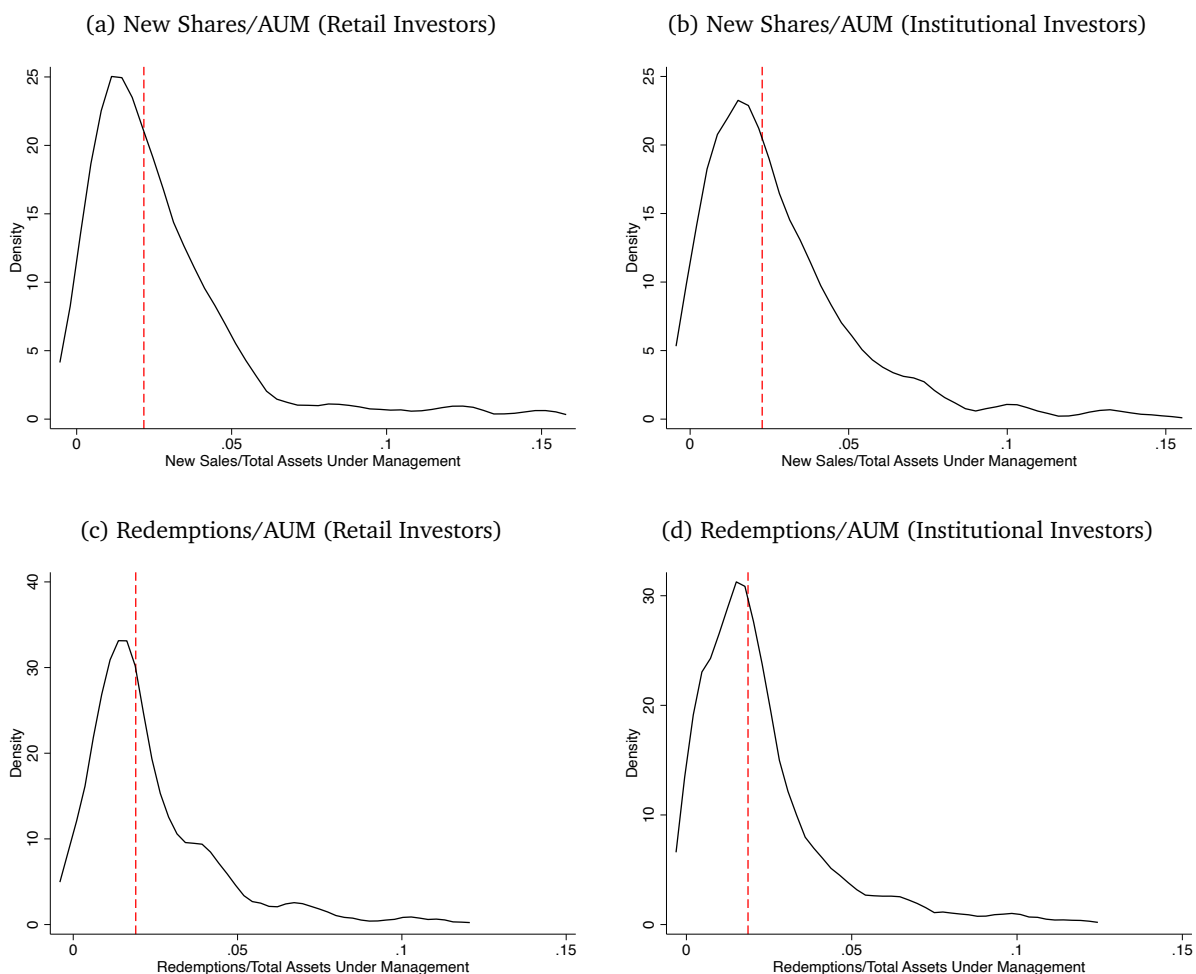 (a) New Shares/AUM (Retail Investors)
(b) New Shares/AUM (Institutional Investors)
25
20
15
10
5
0
Density
0 .05 .1 .15
New Sales/Total Assets Under Management
25
20
15
10
5
0
Density
0 .05 .1 .15
New Sales/Total Assets Under Management
(c) Redemptions/AUM (Retail Investors)
(d) Redemptions/AUM (Institutional Investors)
40
30
20
10
0
Density
0 .05 .1 .15
Redemptions/Total Assets Under Management
30
20
10
0
Density
0 .05 .1 .15
Redemptions/Total Assets Under Management